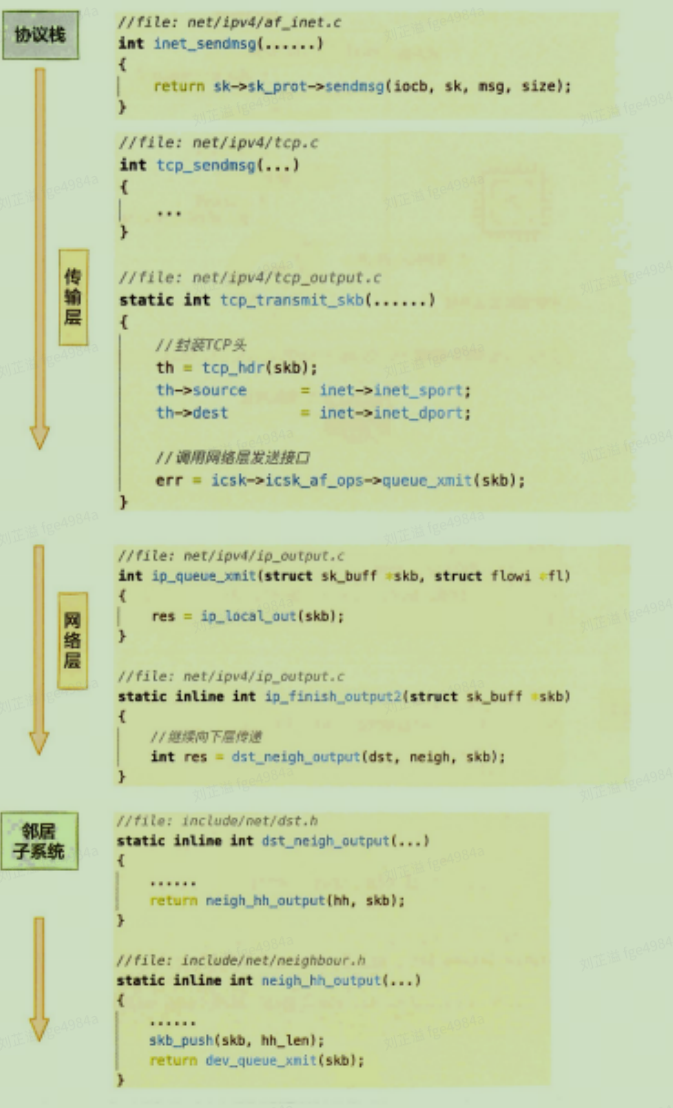 协议栈
//file: net/ipv4/af_inet.c
int inet_sendmsg(......)
{
return sk->sk_prot->sendmsg(iocb, sk, msg, size);
}
//file: net/ipv4/tcp.c
int tcp_sendmsg(...)
{
...
}
传输层
//file: net/ipv4/tcp_output.c
static int tcp_transmit_skb(......)
{
//封装TCP头
th = tcp_hdr(skb);
th->source = inet->inet_sport;
th->dest = inet->inet_dport;
//调用网络层发送接口
err = icsk->icsk_af_ops->queue_xmit(skb);
}
网络层
//file: net/ipv4/ip_output.c
int ip_queue_xmit(struct sk_buff *skb, struct flowi *fl)
{
res = ip_local_out(skb);
}
//file: net/ipv4/ip_output.c
static inline int ip_finish_output2(struct sk_buff *skb)
{
//继续向下层传递
int res = dst_neigh_output(dst, neigh, skb);
}
邻居
子系统
//file: include/net/dst.h
static inline int dst_neigh_output(...)
{
......
return neigh_hh_output(hh, skb);
}
//file: include/net/neighbour.h
static inline int neigh_hh_output(...)
{
......
skb_push(skb, hh_len);
return dev_queue_xmit(skb);
}